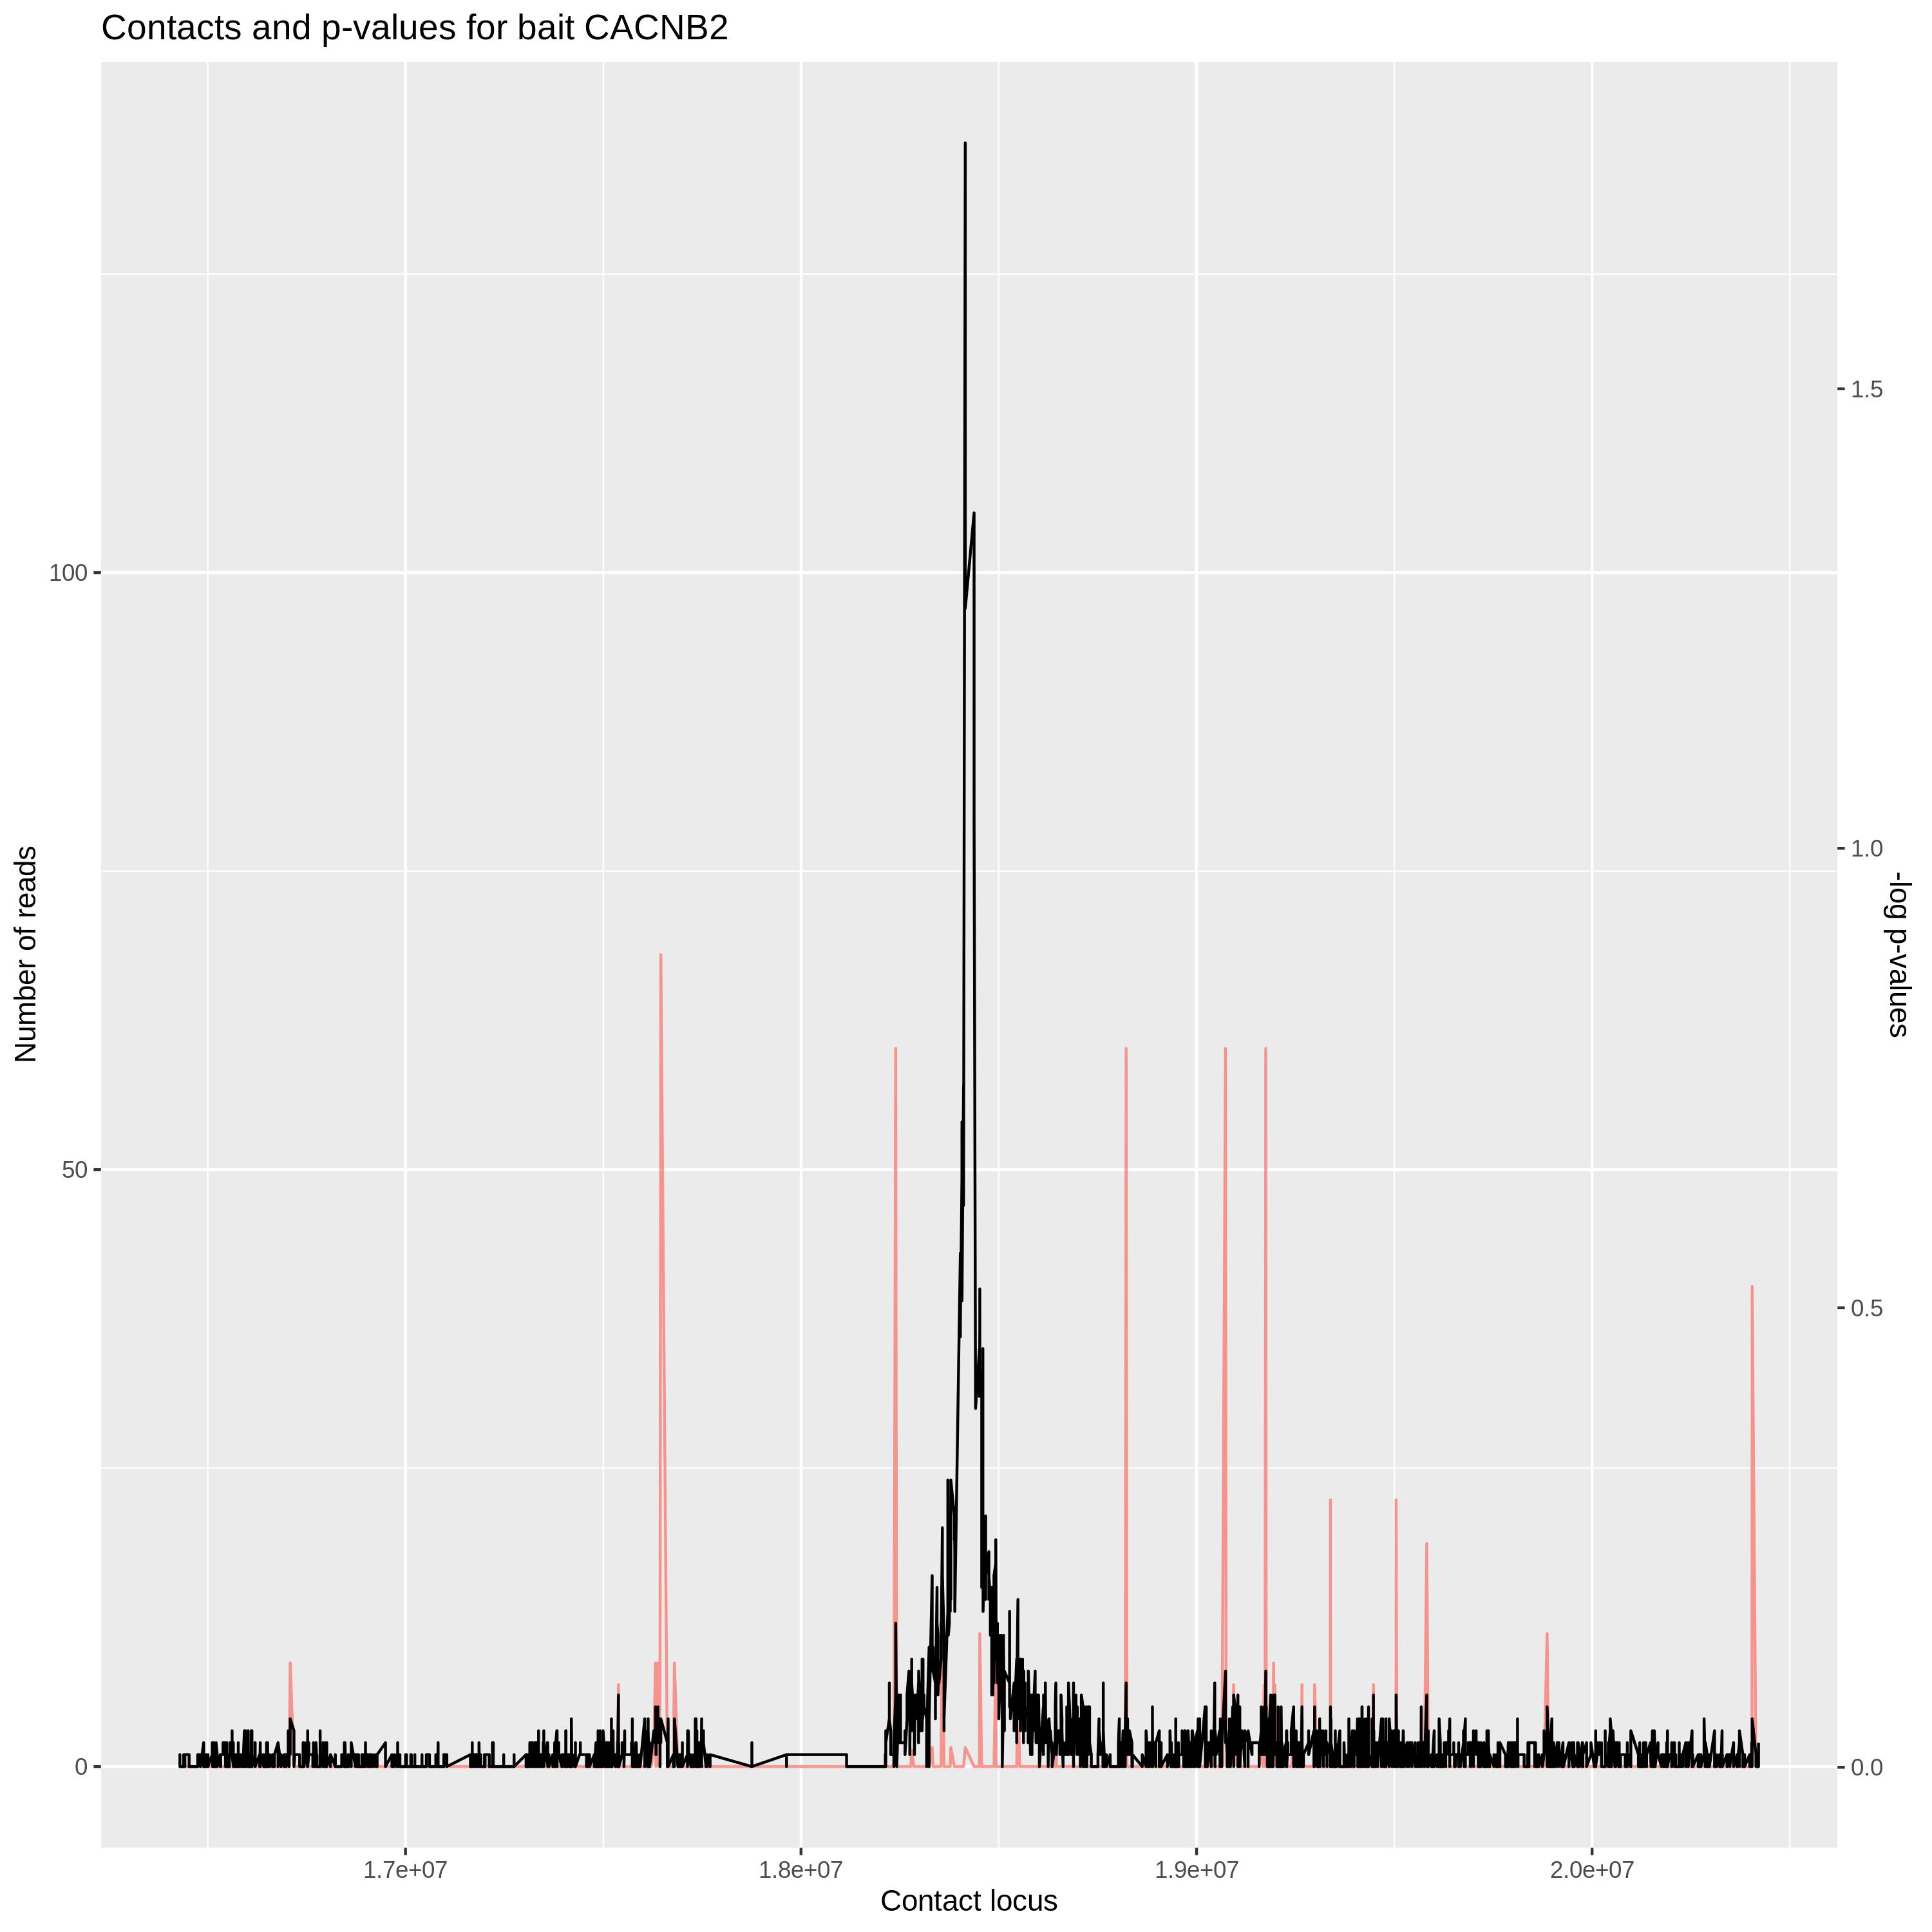 Contacts and p-values for bait CACNB2
Number of reads
100
50
0
1.5
1.0
0.5
0.0
-log p-values
1.7e+07 1.8e+07 1.9e+07 2.0e+07
Contact locus